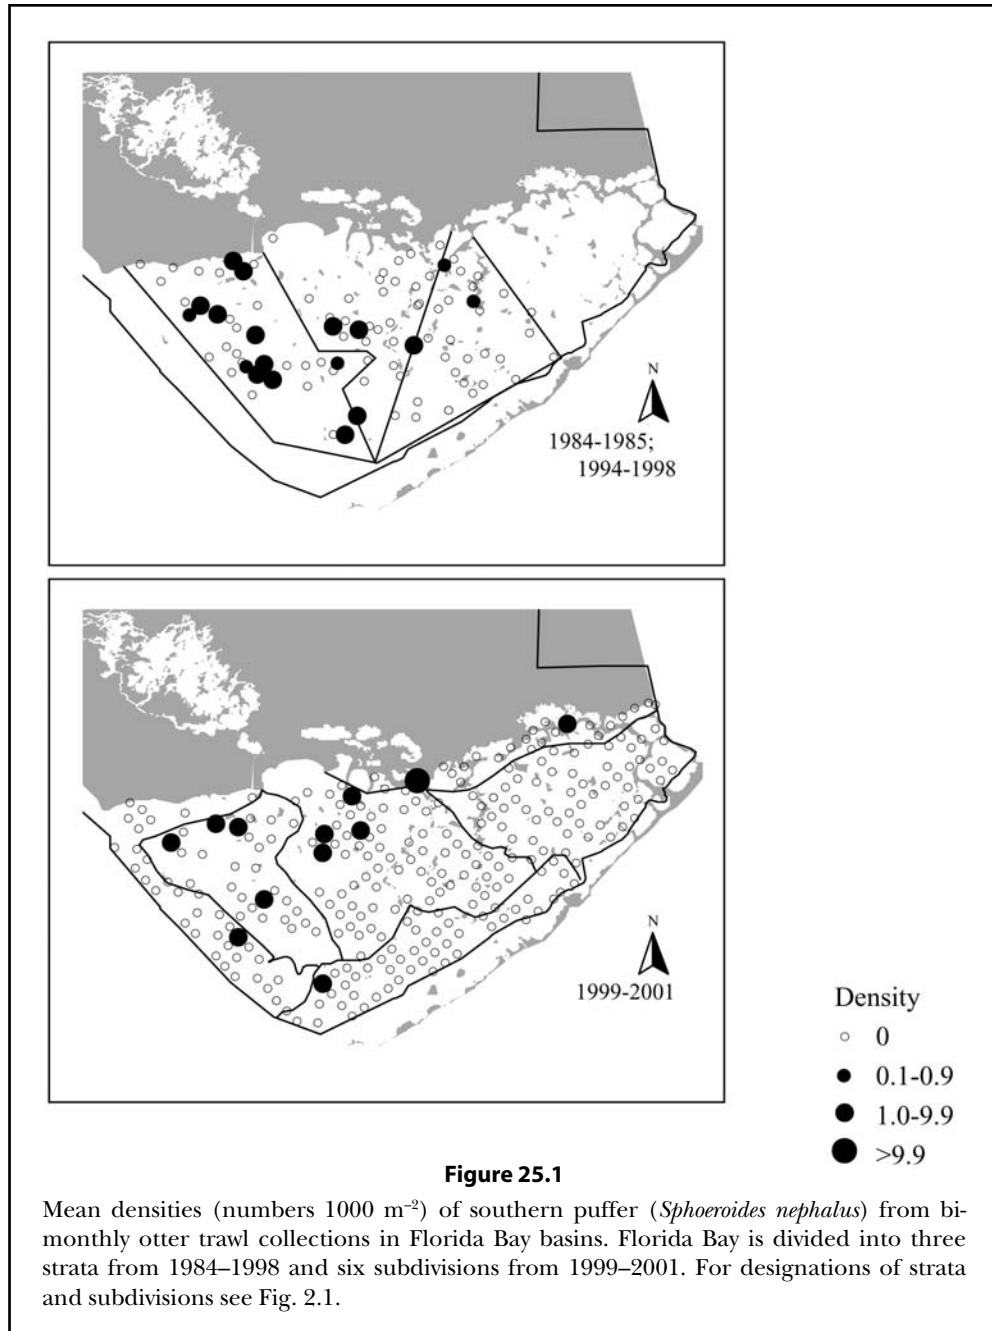 N
1984-1985;
1994-1998
N
1999-2001
Density
0
0.1-0.9
1.0-9.9
>9.9
Figure 25.1
Mean densities (numbers 1000 m⁻²) of southern puffer (Sphoeroides nephalus) from bi-
monthly otter trawl collections in Florida Bay basins. Florida Bay is divided into three
strata from 1984–1998 and six subdivisions from 1999–2001. For designations of strata
and subdivisions see Fig. 2.1.